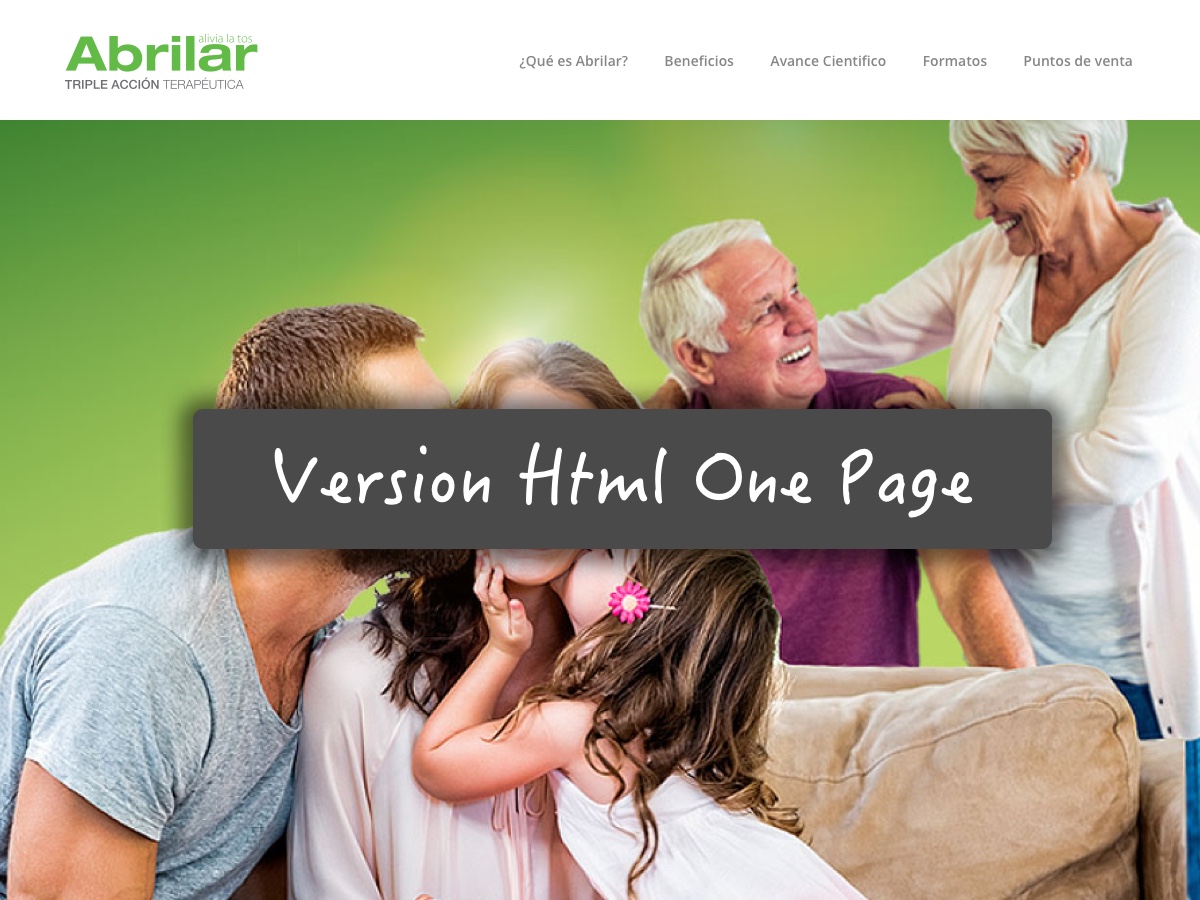 alivia la tos
Abrilar
TRIPLE ACCIÓN TERAPÉUTICA
¿Qué es Abrilar? Beneficios Avance Cientifico Formatos Puntos de venta
Version Html One Page